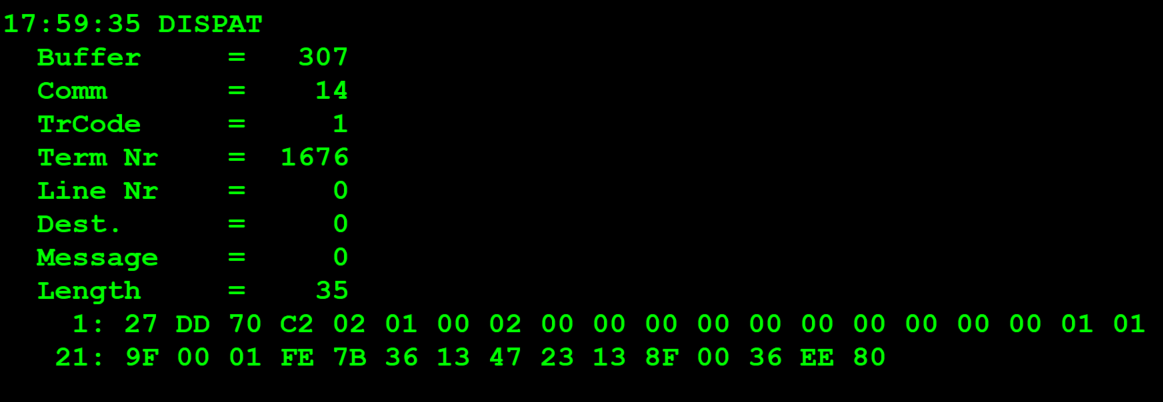 17:59:35 DISPAT
Buffer = 307
Comm = 14
TrCode = 1
Term Nr = 1676
Line Nr = 0
Dest. = 0
Message = 0
Length = 35
1: 27 DD 70 C2 02 01 00 02 00 00 00 00 00 00 00 00 00 00 01 01
21: 9F 00 01 FE 7B 36 13 47 23 13 8F 00 36 EE 80